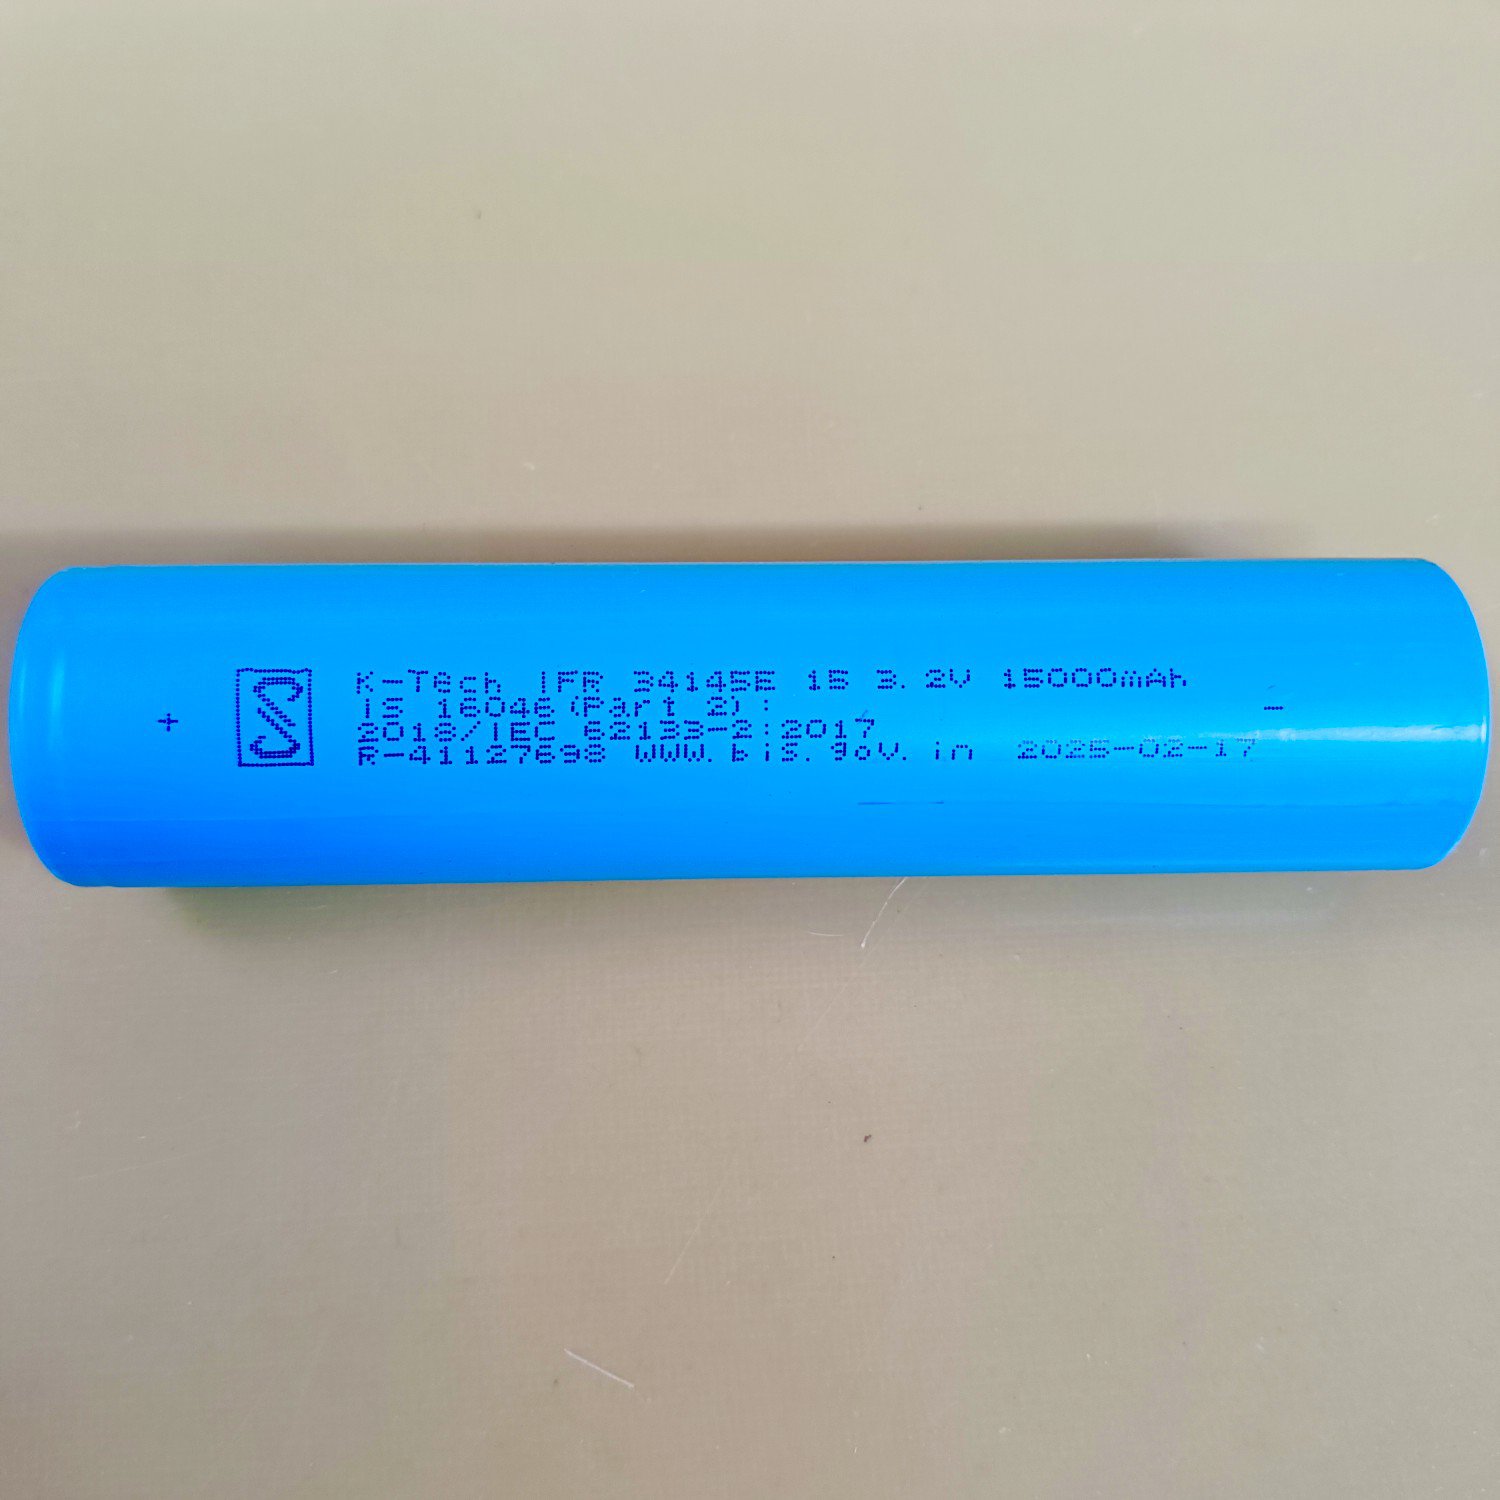 K-Tech IFR 34145E 15 3.2V 15000mAh
iS 16046(Part 2):
2018/IEC 62133-2:2017
R-41127698 WWW.biS.goV.in 2025-02-17
+
-